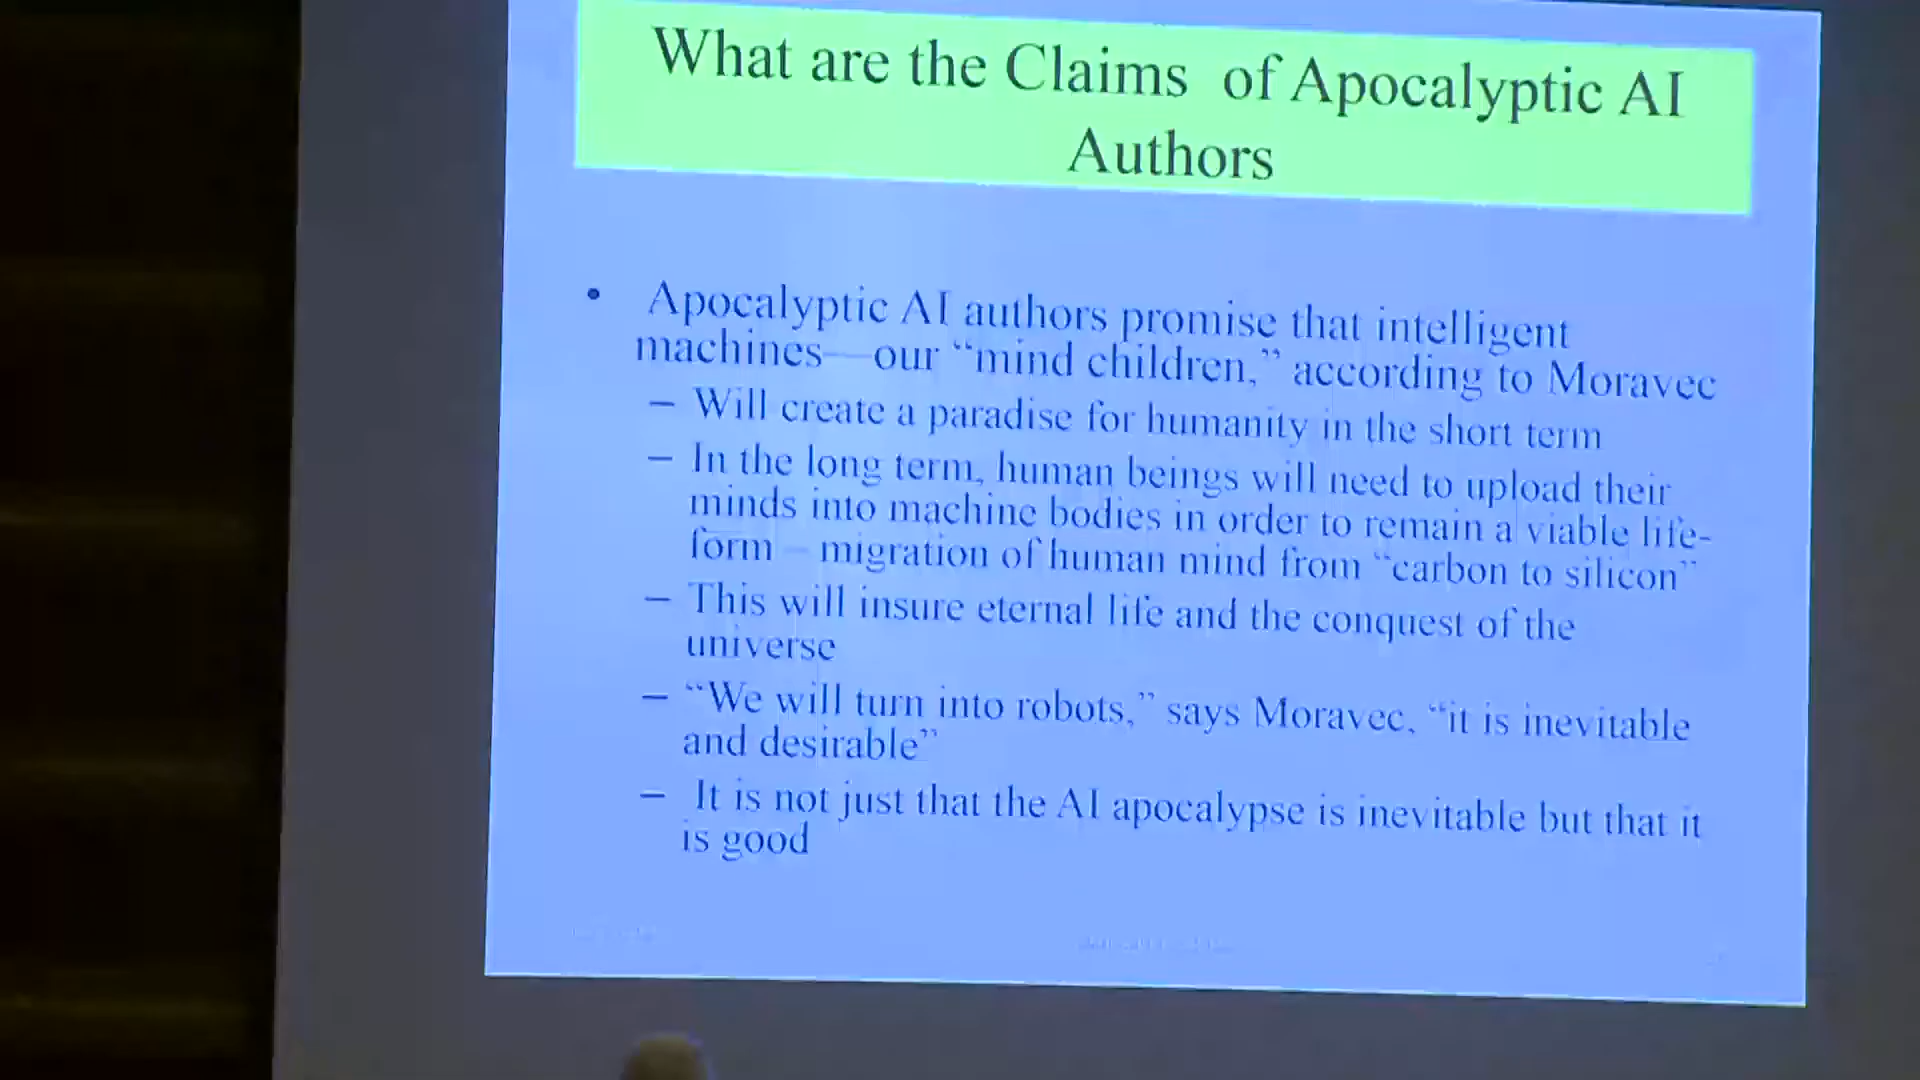 What are the Claims of Apocalyptic AI
Authors
• Apocalyptic AI authors promise that intelligent
machines—our “mind children,” according to Moravec
– Will create a paradise for humanity in the short term
– In the long term, human beings will need to upload their
minds into machine bodies in order to remain a viable life-
form – migration of human mind from “carbon to silicon”
– This will insure eternal life and the conquest of the
universe
– “We will turn into robots,” says Moravec, “it is inevitable
and desirable”
– It is not just that the AI apocalypse is inevitable but that it
is good